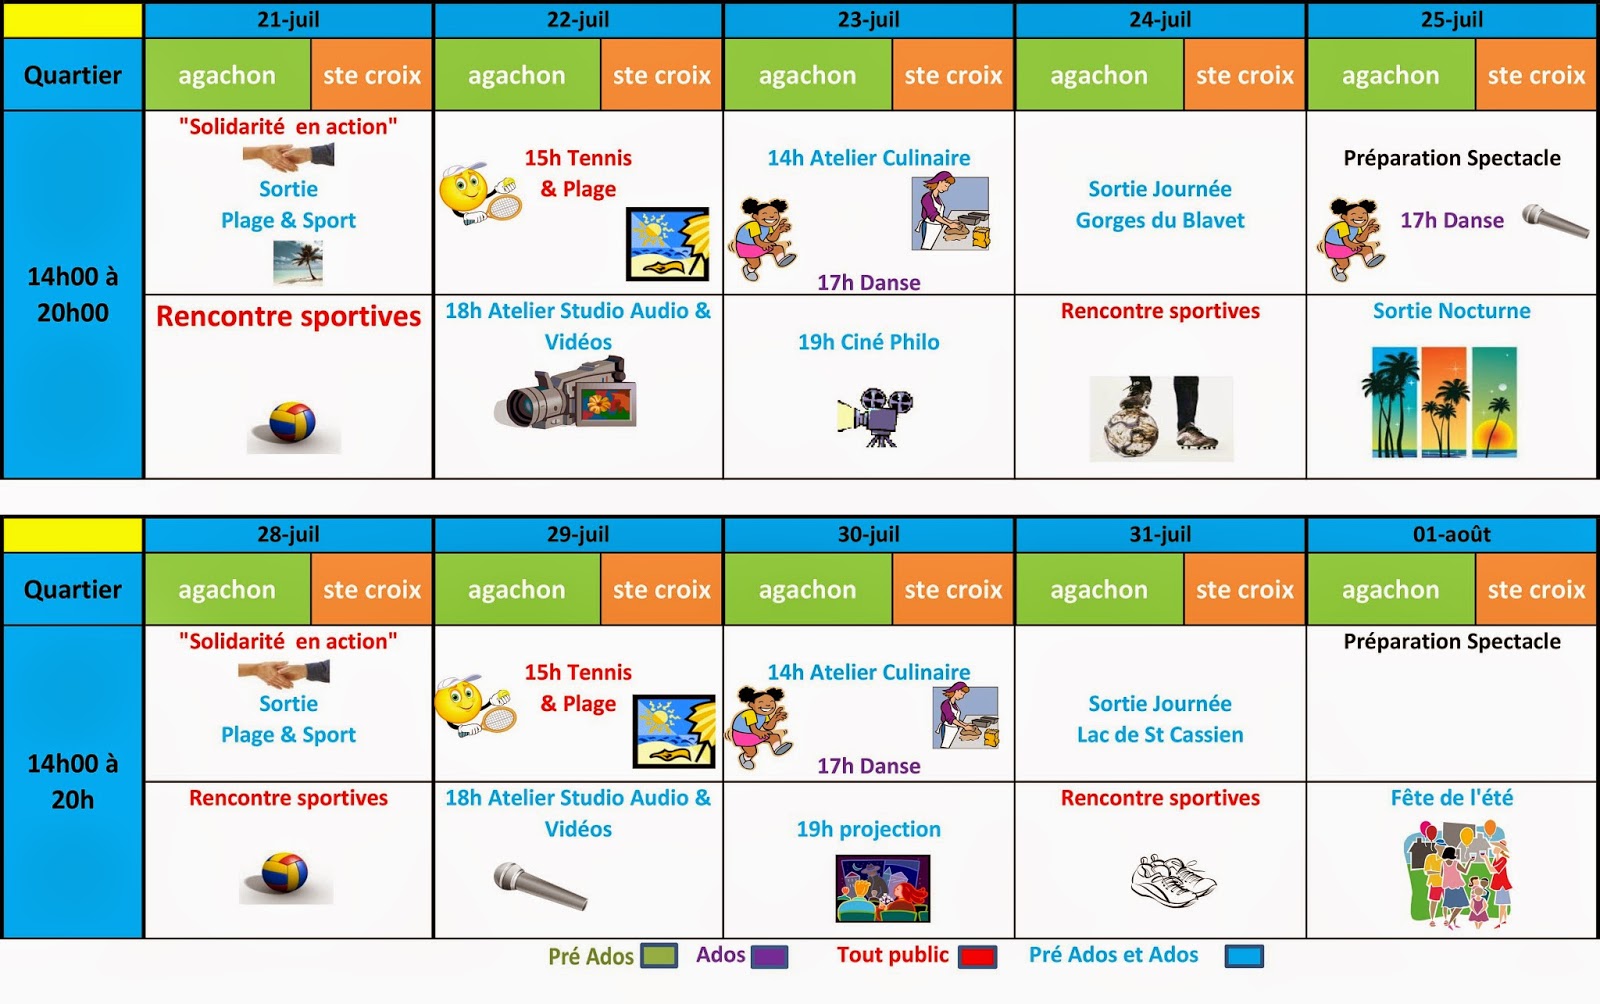 21-juil 22-juil 23-juil 24-juil 25-juil
Quartier agachon ste croix agachon ste croix agachon ste croix agachon ste croix agachon ste croix
14h00 à
20h00
"Solidarité en action"
Sortie
Plage & Sport
15h Tennis
& Plage
14h Atelier Culinaire
17h Danse
Sortie Journée
Gorges du Blavet
Préparation Spectacle
17h Danse
Rencontre sportives
18h Atelier Studio Audio &
Vidéos
19h Ciné Philo
Rencontre sportives
Sortie Nocturne
28-juil 29-juil 30-juil 31-juil 01-août
Quartier agachon ste croix agachon ste croix agachon ste croix agachon ste croix agachon ste croix
14h00 à
20h
"Solidarité en action"
Sortie
Plage & Sport
15h Tennis
& Plage
14h Atelier Culinaire
17h Danse
Sortie Journée
Lac de St Cassien
Préparation Spectacle
Rencontre sportives
18h Atelier Studio Audio &
Vidéos
19h projection
Rencontre sportives
Fête de l'été
Pré Ados Ados Tout public Pré Ados et Ados